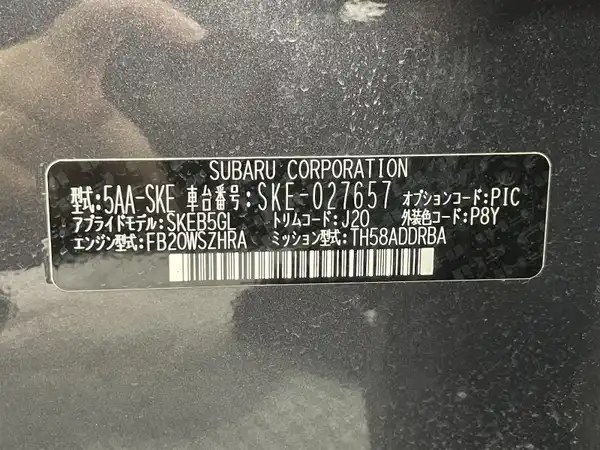 SUBARU CORPORATION
型式:5AA-SKE 車台番号:SKE-027657 オプションコード:PIC
アプライドモデル:SKEB5GL トリムコード:J20 外装色コード:P8Y
エンジン型式:FB20WSZHRA ミッション型式:TH58ADDRBA